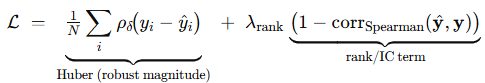 ℒ = 1/N ∑_i ρ_δ(y_i − ŷ_i) + λ_rank (1 − corr_Spearman(ŷ, y))
Huber (robust magnitude) rank/IC term